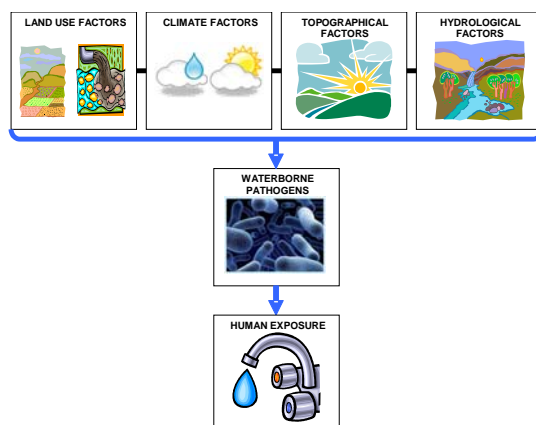 LAND USE FACTORS
CLIMATE FACTORS
TOPOGRAPHICAL
FACTORS
HYDROLOGICAL
FACTORS
WATERBORNE
PATHOGENS
HUMAN EXPOSURE